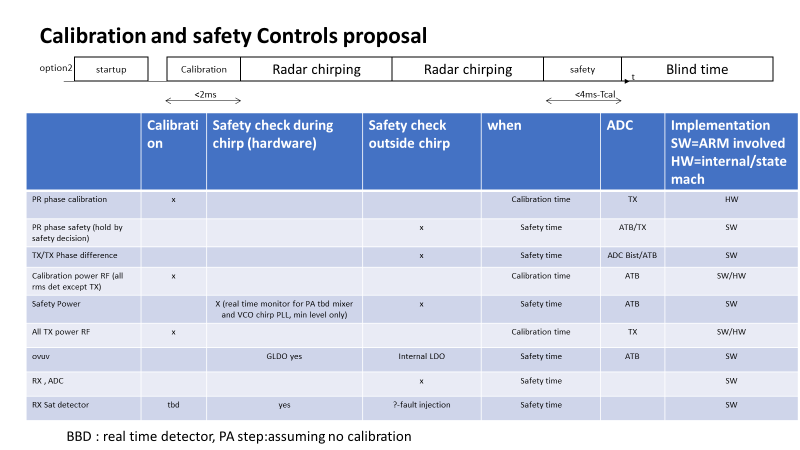 Calibration and safety Controls proposal
option2 startup Calibration Radar chirping Radar chirping safety Blind time
t
<2ms <4ms-Tcal
Calibrati
on
Safety check during
chirp (hardware)
Safety check
outside chirp
when
ADC
Implementation
SW=ARM involved
HW=internal/state
mach
PR phase calibration x Calibration time TX HW
PR phase safety (hold by
safety decision)
x Safety time ATB/TX SW
TX/TX Phase difference x Safety time ADC Bist/ATB SW
Calibration power RF (all
rms det except TX)
x Calibration time ATB SW/HW
Safety Power
X (real time monitor for PA tbd mixer
and VCO chirp PLL, min level only)
x Safety time ATB SW
All TX power RF x Calibration time TX SW/HW
ovuv GLDO yes Internal LDO Safety time ATB SW
RX , ADC x Safety time SW
RX Sat detector tbd yes ?-fault injection Safety time SW
BBD : real time detector, PA step:assuming no calibration